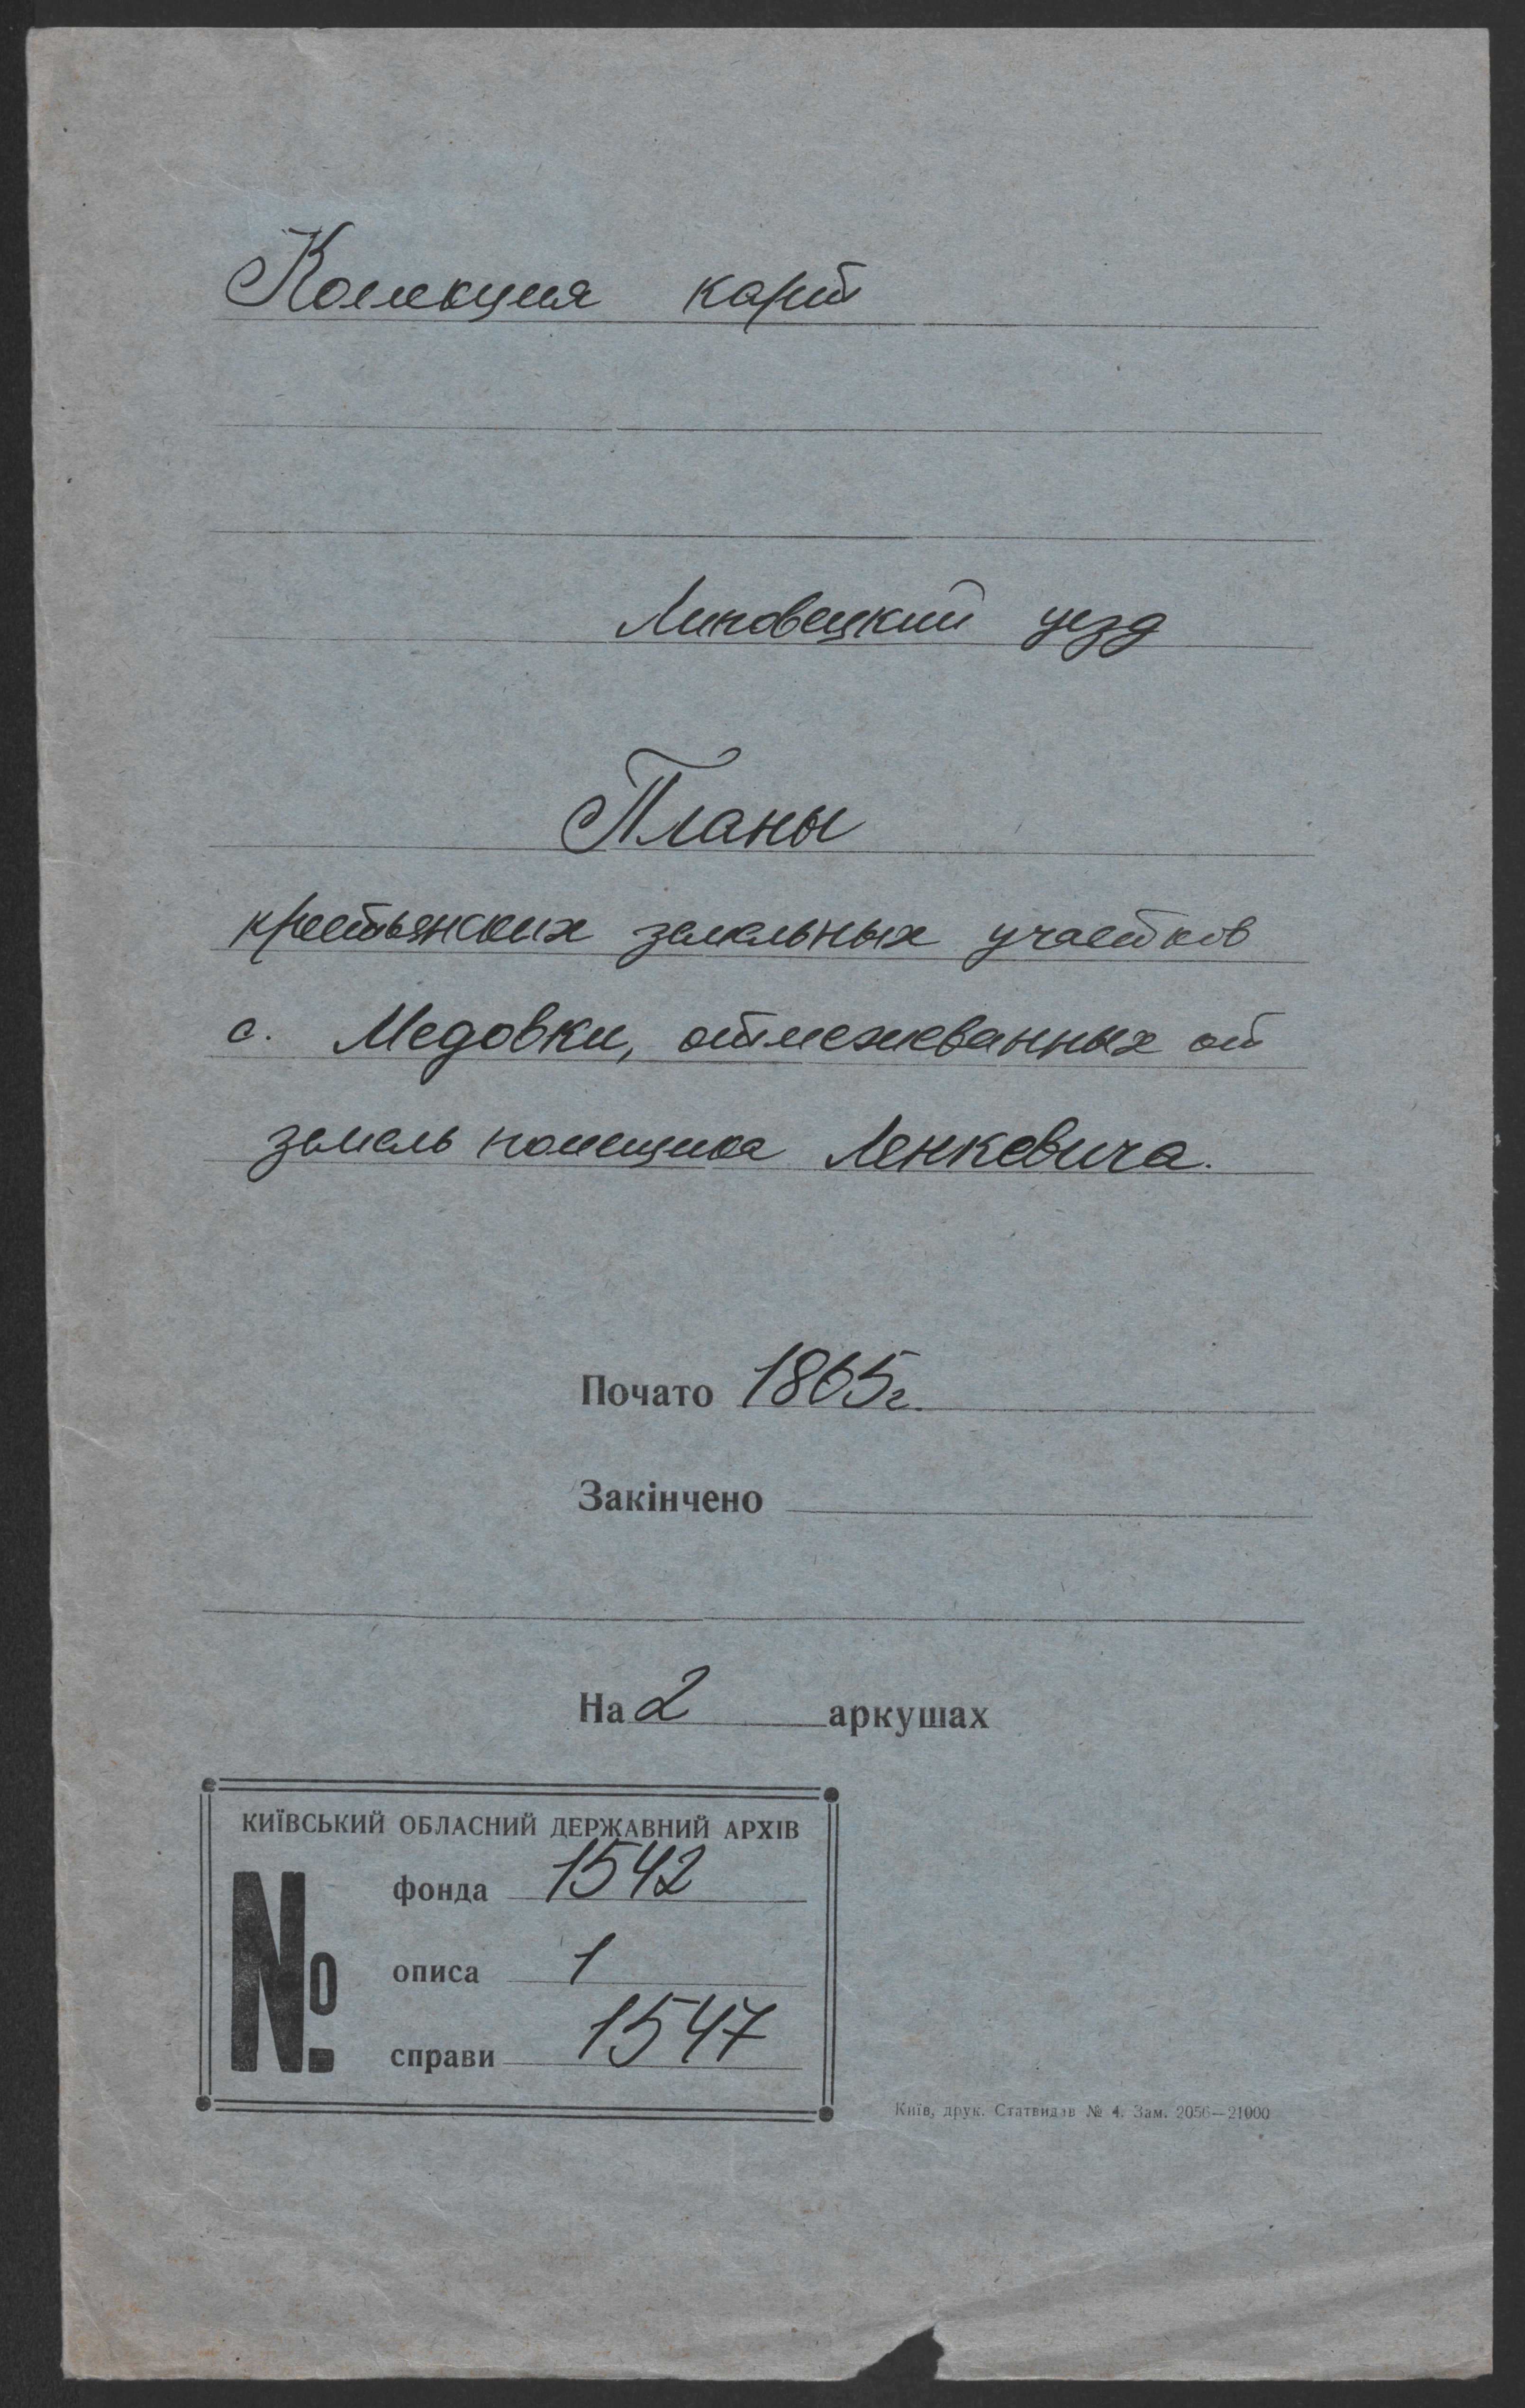 Коллекция карт
Липовецкий уезд
Планы
крестьянских земельных участков
с. Медовки, отмежеванных от
земель помещика Ленкевича.
Почато 1865г.
Закінчено
На 2 аркушах
КИЇВСЬКИЙ ОБЛАСНИЙ ДЕРЖАВНИЙ АРХІВ
№
фонда 1542
описа 1
справи 1547
Київ, друк. Статвидав № 4. Зам. 2056—21000